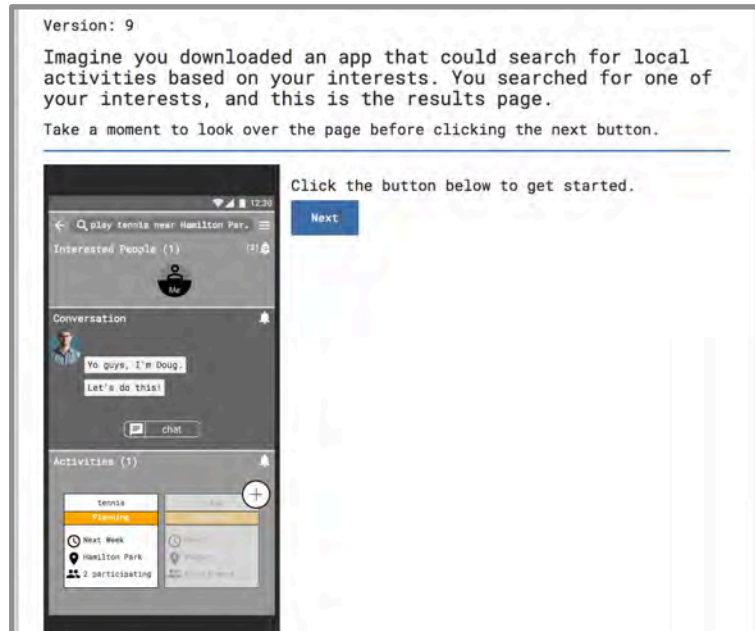 Version: 9
Imagine you downloaded an app that could search for local
activities based on your interests. You searched for one of
your interests, and this is the results page.
Take a moment to look over the page before clicking the next button.
Click the button below to get started.
Next
12:30
play tennis near Hamilton Par.
Interested People (1)
Me
Conversation
Yo guys, I'm Doug.
Let's do this!
chat
Activities (1)
+
tennis
Planning
Next Week
Hamilton Park
2 participating